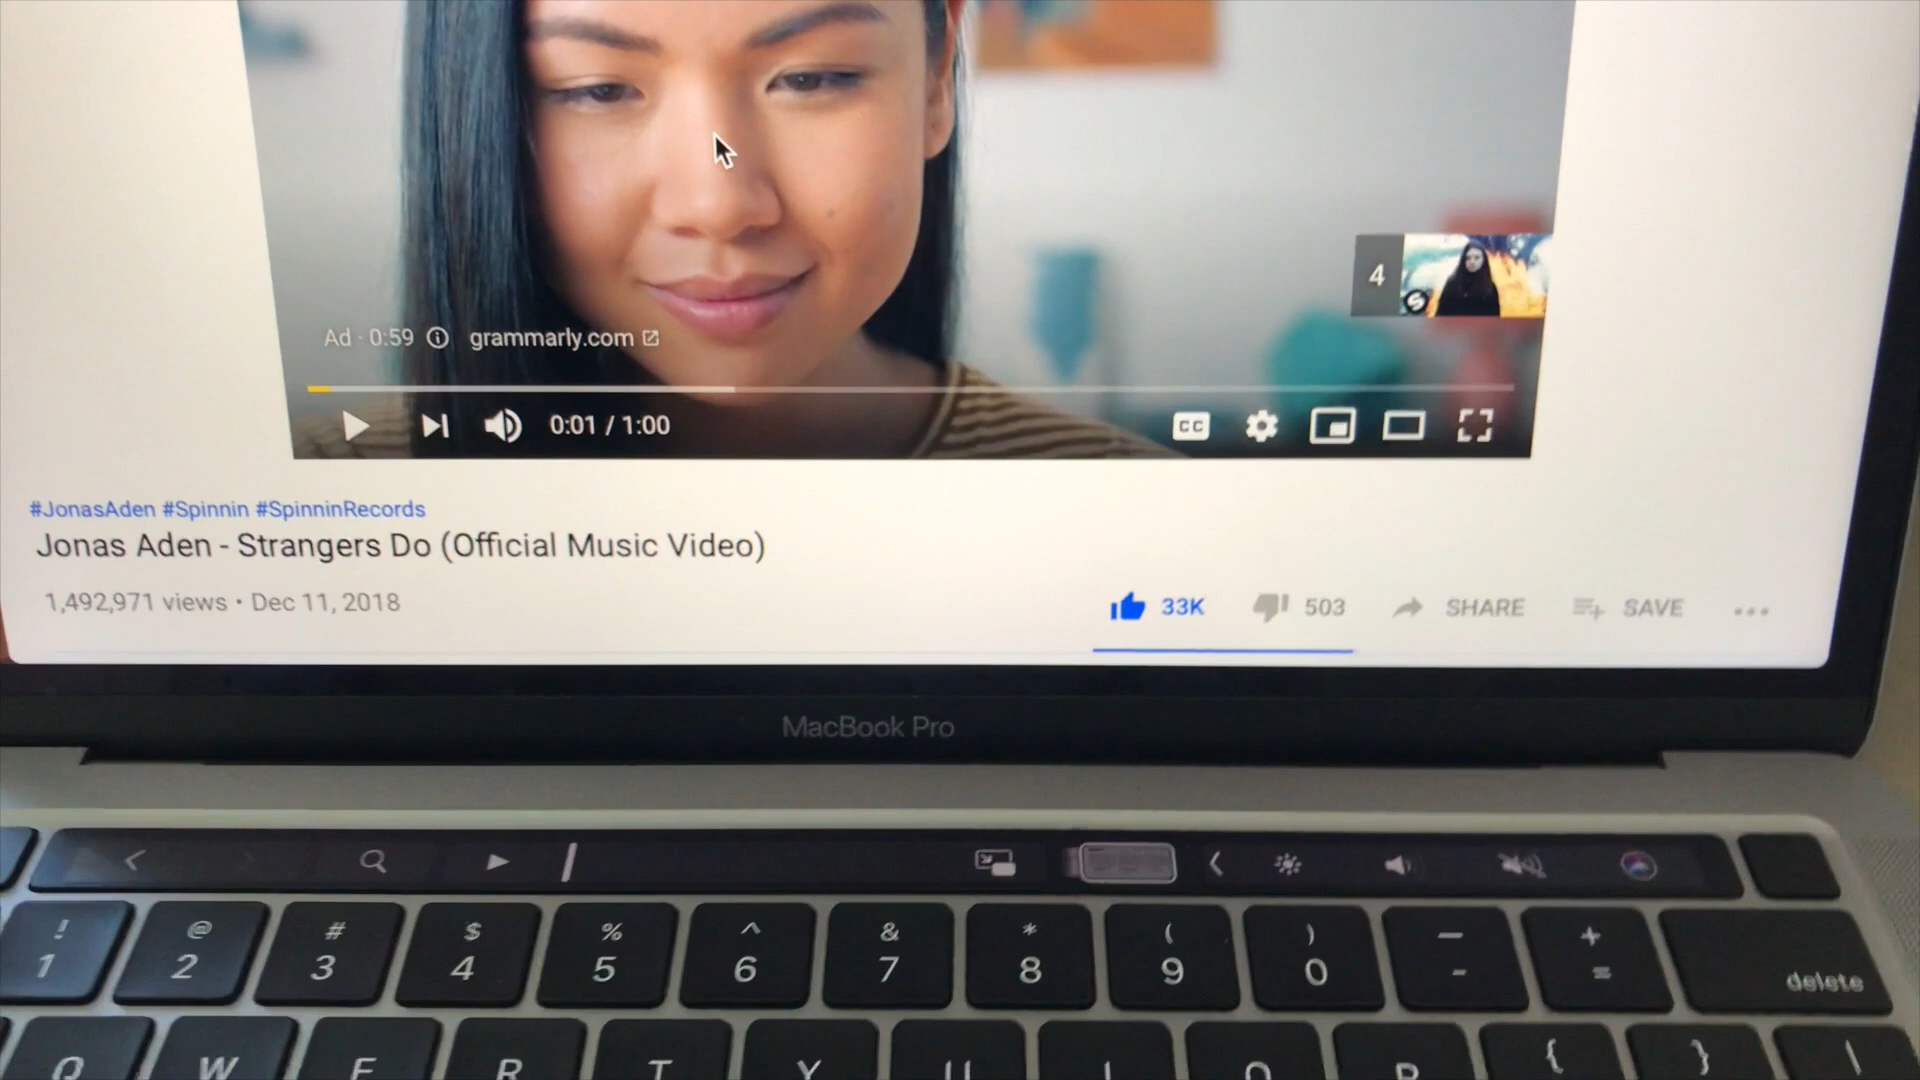 4
Ad · 0:59 grammarly.com
0:01 / 1:00 CC
#JonasAden #Spinnin #SpinninRecords
Jonas Aden - Strangers Do (Official Music Video)
1,492,971 views • Dec 11, 2018 33K 503 SHARE SAVE
MacBook Pro
! @ # $ % ^ & * ( ) — +
1 2 3 4 5 6 7 8 9 0 - = delete
{ } \
Q W E R T Y U I O P